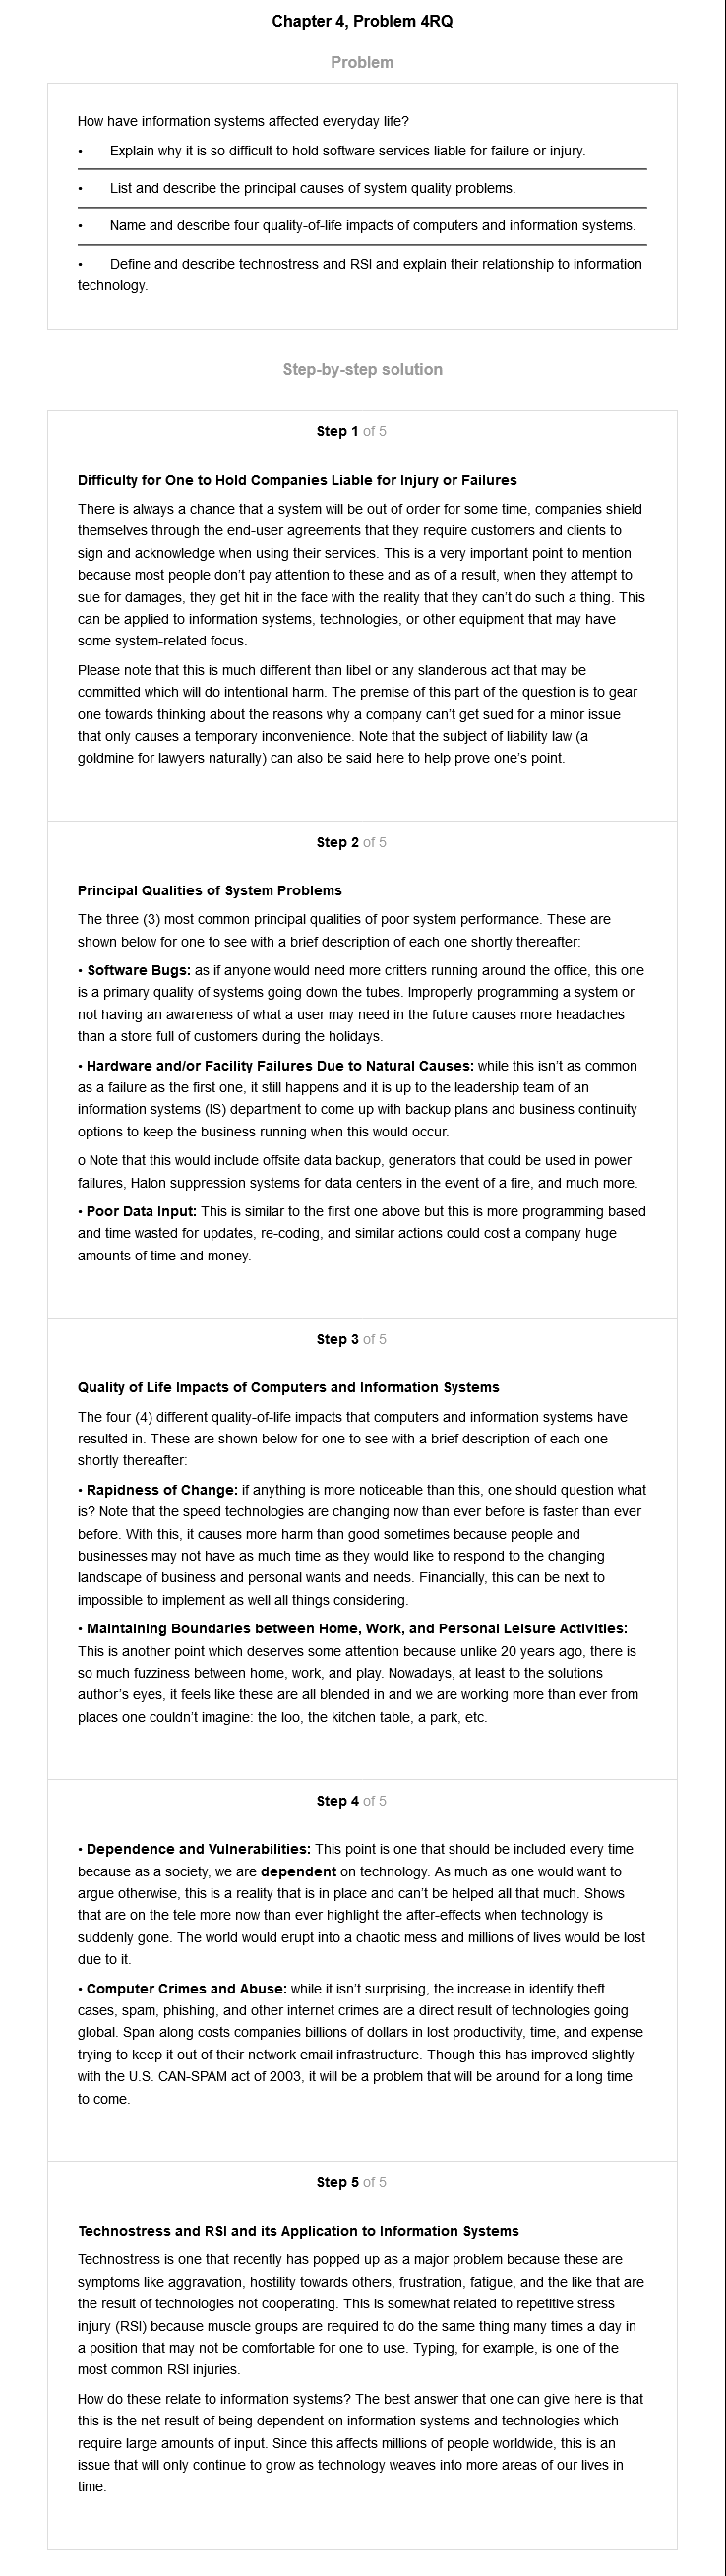 Chapter 4, Problem 4RQ
Problem
How have information systems affected everyday life?
• Explain why it is so difficult to hold software services liable for failure or injury.
• List and describe the principal causes of system quality problems.
• Name and describe four quality-of-life impacts of computers and information systems.
• Define and describe technostress and RSI and explain their relationship to information
technology.
Step-by-step solution
Step 1 of 5
Difficulty for One to Hold Companies Liable for Injury or Failures
There is always a chance that a system will be out of order for some time, companies shield
themselves through the end-user agreements that they require customers and clients to
sign and acknowledge when using their services. This is a very important point to mention
because most people don't pay attention to these and as of a result, when they attempt to
sue for damages, they get hit in the face with the reality that they can't do such a thing. This
can be applied to information systems, technologies, or other equipment that may have
some system-related focus.
Please note that this is much different than libel or any slanderous act that may be
committed which will do intentional harm. The premise of this part of the question is to gear
one towards thinking about the reasons why a company can't get sued for a minor issue
that only causes a temporary inconvenience. Note that the subject of liability law (a
goldmine for lawyers naturally) can also be said here to help prove one's point.
Step 2 of 5
Principal Qualities of System Problems
The three (3) most common principal qualities of poor system performance. These are
shown below for one to see with a brief description of each one shortly thereafter:
• Software Bugs: as if anyone would need more critters running around the office, this one
is a primary quality of systems going down the tubes. Improperly programming a system or
not having an awareness of what a user may need in the future causes more headaches
than a store full of customers during the holidays.
• Hardware and/or Facility Failures Due to Natural Causes: while this isn't as common
as a failure as the first one, it still happens and it is up to the leadership team of an
information systems (IS) department to come up with backup plans and business continuity
options to keep the business running when this would occur.
o Note that this would include offsite data backup, generators that could be used in power
failures, Halon suppression systems for data centers in the event of a fire, and much more.
• Poor Data Input: This is similar to the first one above but this is more programming based
and time wasted for updates, re-coding, and similar actions could cost a company huge
amounts of time and money.
Step 3 of 5
Quality of Life Impacts of Computers and Information Systems
The four (4) different quality-of-life impacts that computers and information systems have
resulted in. These are shown below for one to see with a brief description of each one
shortly thereafter:
• Rapidness of Change: if anything is more noticeable than this, one should question what
is? Note that the speed technologies are changing now than ever before is faster than ever
before. With this, it causes more harm than good sometimes because people and
businesses may not have as much time as they would like to respond to the changing
landscape of business and personal wants and needs. Financially, this can be next to
impossible to implement as well all things considering.
• Maintaining Boundaries between Home, Work, and Personal Leisure Activities:
This is another point which deserves some attention because unlike 20 years ago, there is
so much fuzziness between home, work, and play. Nowadays, at least to the solutions
author's eyes, it feels like these are all blended in and we are working more than ever from
places one couldn't imagine: the loo, the kitchen table, a park, etc.
Step 4 of 5
• Dependence and Vulnerabilities: This point is one that should be included every time
because as a society, we are dependent on technology. As much as one would want to
argue otherwise, this is a reality that is in place and can't be helped all that much. Shows
that are on the tele more now than ever highlight the after-effects when technology is
suddenly gone. The world would erupt into a chaotic mess and millions of lives would be lost
due to it.
• Computer Crimes and Abuse: while it isn't surprising, the increase in identify theft
cases, spam, phishing, and other internet crimes are a direct result of technologies going
global. Span along costs companies billions of dollars in lost productivity, time, and expense
trying to keep it out of their network email infrastructure. Though this has improved slightly
with the U.S. CAN-SPAM act of 2003, it will be a problem that will be around for a long time
to come.
Step 5 of 5
Technostress and RSI and its Application to Information Systems
Technostress is one that recently has popped up as a major problem because these are
symptoms like aggravation, hostility towards others, frustration, fatigue, and the like that are
the result of technologies not cooperating. This is somewhat related to repetitive stress
injury (RSI) because muscle groups are required to do the same thing many times a day in
a position that may not be comfortable for one to use. Typing, for example, is one of the
most common RSI injuries.
How do these relate to information systems? The best answer that one can give here is that
this is the net result of being dependent on information systems and technologies which
require large amounts of input. Since this affects millions of people worldwide, this is an
issue that will only continue to grow as technology weaves into more areas of our lives in
time.